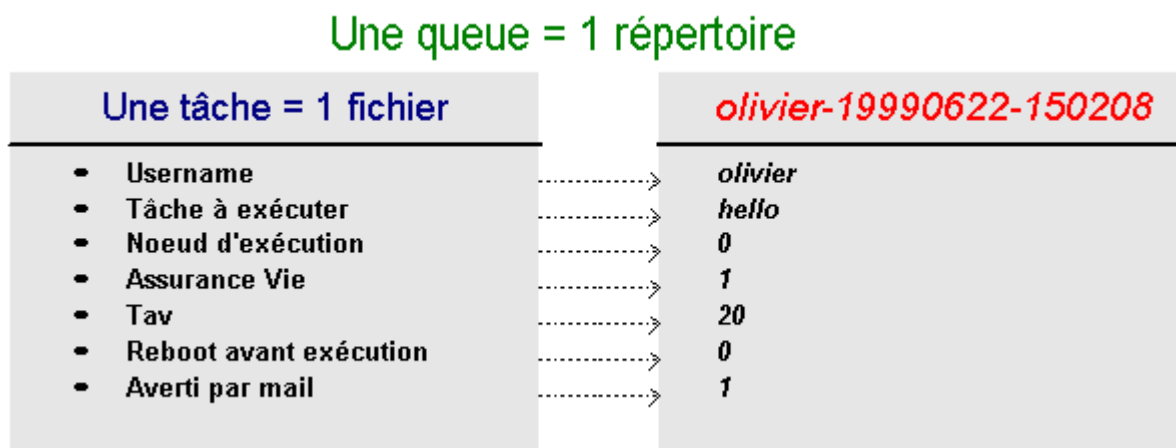 Une queue = 1 répertoire
Une tâche = 1 fichier
olivier-19990622-150208
• Username
olivier
• Tâche à exécuter
hello
• Noeud d'exécution
0
• Assurance Vie
1
• Tav
20
• Reboot avant exécution
0
• Averti par mail
1